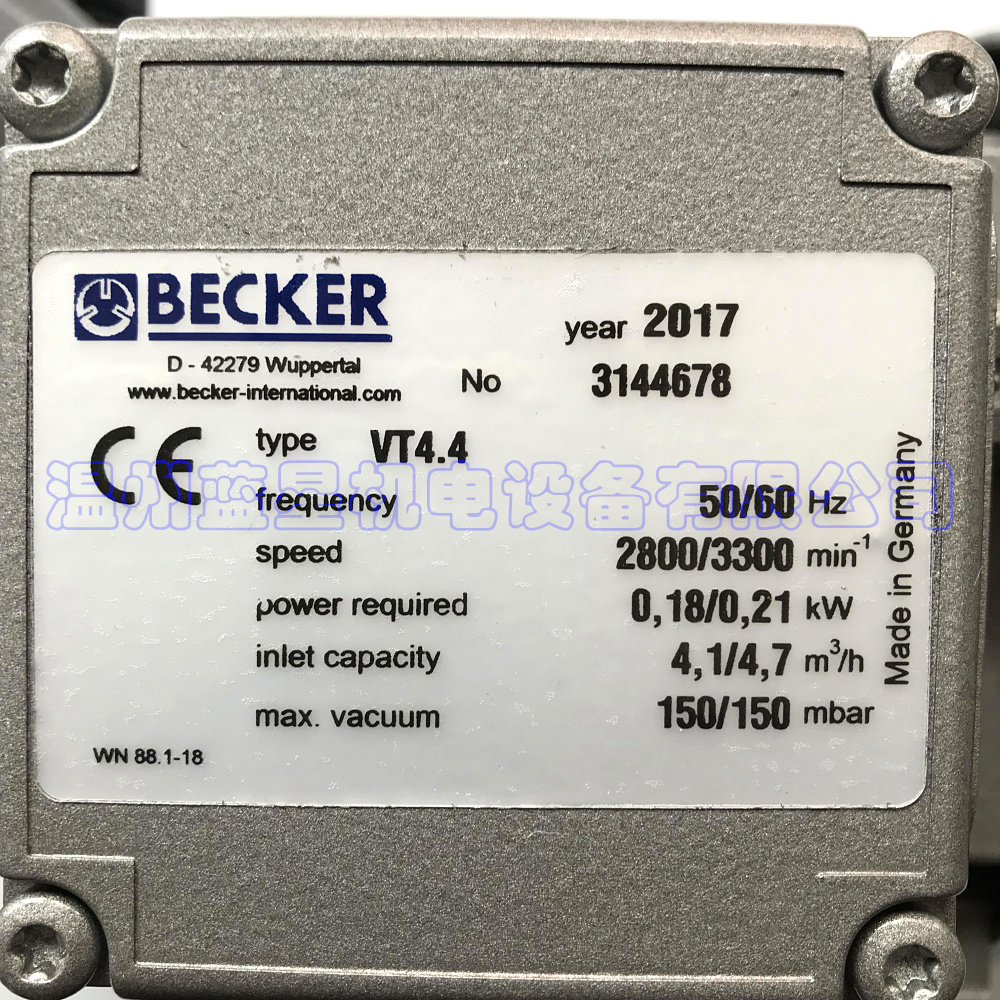 BECKER
year 2017
D - 42279 Wuppertal
www.becker-international.com
No 3144678
CE
type VT4.4
温州蓝星机电设备有限公司
frequency 50/60 Hz
speed 2800/3300 min⁻¹
power required 0,18/0,21 kW
inlet capacity 4,1/4,7 m³/h
max. vacuum 150/150 mbar
Made in Germany
WN 88.1-18